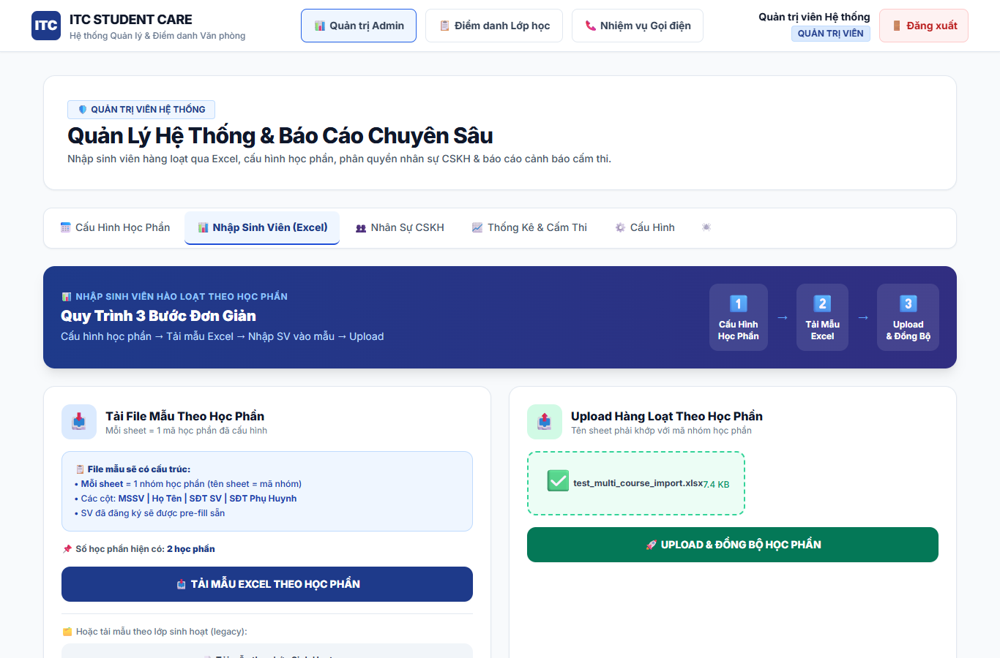 ITC
ITC STUDENT CARE
Hệ thống Quản lý & Điểm danh Văn phòng
Quản trị Admin
Điểm danh Lớp học
Nhiệm vụ Gọi điện
Quản trị viên Hệ thống
QUẢN TRỊ VIÊN
Đăng xuất
QUẢN TRỊ VIÊN HỆ THỐNG
Quản Lý Hệ Thống & Báo Cáo Chuyên Sâu
Nhập sinh viên hàng loạt qua Excel, cấu hình học phần, phân quyền nhân sự CSKH & báo cáo cảnh báo cấm thi.
Cấu Hình Học Phần
Nhập Sinh Viên (Excel)
Nhân Sự CSKH
Thống Kê & Cấm Thi
Cấu Hình
NHẬP SINH VIÊN HÀO LOẠT THEO HỌC PHẦN
Quy Trình 3 Bước Đơn Giản
Cấu hình học phần → Tải mẫu Excel → Nhập SV vào mẫu → Upload
1
Cấu Hình
Học Phần
→
2
Tải Mẫu
Excel
→
3
Upload
& Đồng Bộ
Tải File Mẫu Theo Học Phần
Mỗi sheet = 1 mã học phần đã cấu hình
File mẫu sẽ có cấu trúc:
• Mỗi sheet = 1 nhóm học phần (tên sheet = mã nhóm)
• Các cột: MSSV | Họ Tên | SĐT SV | SĐT Phụ Huynh
• SV đã đăng ký sẽ được pre-fill sẵn
Số học phần hiện có: 2 học phần
TẢI MẪU EXCEL THEO HỌC PHẦN
Hoặc tải mẫu theo lớp sinh hoạt (legacy):
Upload Hàng Loạt Theo Học Phần
Tên sheet phải khớp với mã nhóm học phần
test_multi_course_import.xlsx7.4 KB
UPLOAD & ĐỒNG BỘ HỌC PHẦN